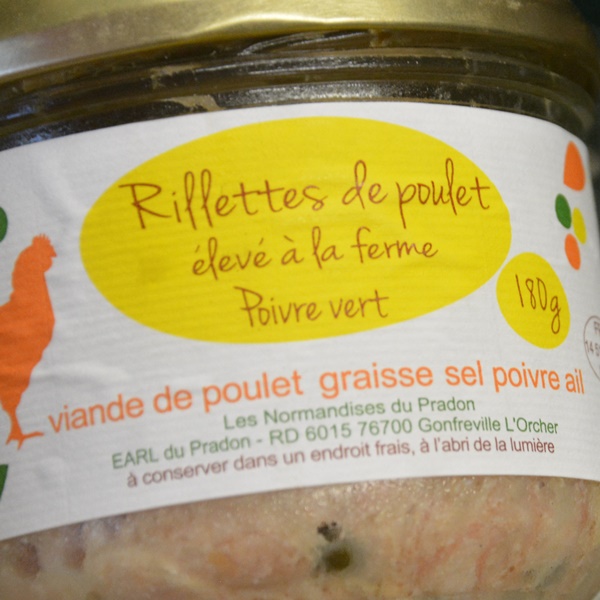 Rillettes de poulet
élevé à la ferme
Poivre vert
180g
viande de poulet graisse sel poivre ail
Les Normandises du Pradon
EARL du Pradon - RD 6015 76700 Gonfreville L'Orcher
à conserver dans un endroit frais, à l'abri de la lumière